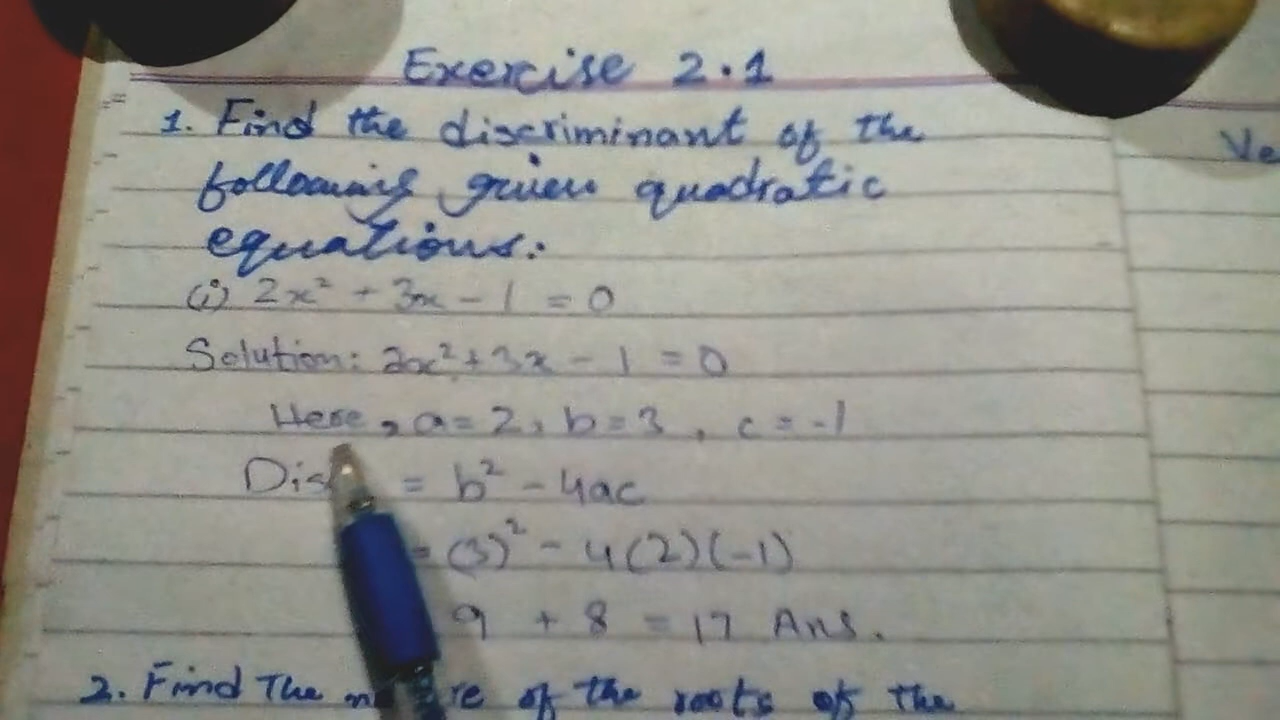 Exercise 2.1
1. Find the discriminant of the
following given quadratic
equations.
(i) 2x² + 3x - 1 = 0
Solution: 2x² + 3x - 1 = 0
Here, a = 2, b = 3, c = -1
Dis = b² - 4ac
= (3)² - 4(2)(-1)
9 + 8 = 17 Ans.
2. Find The of the roots of the